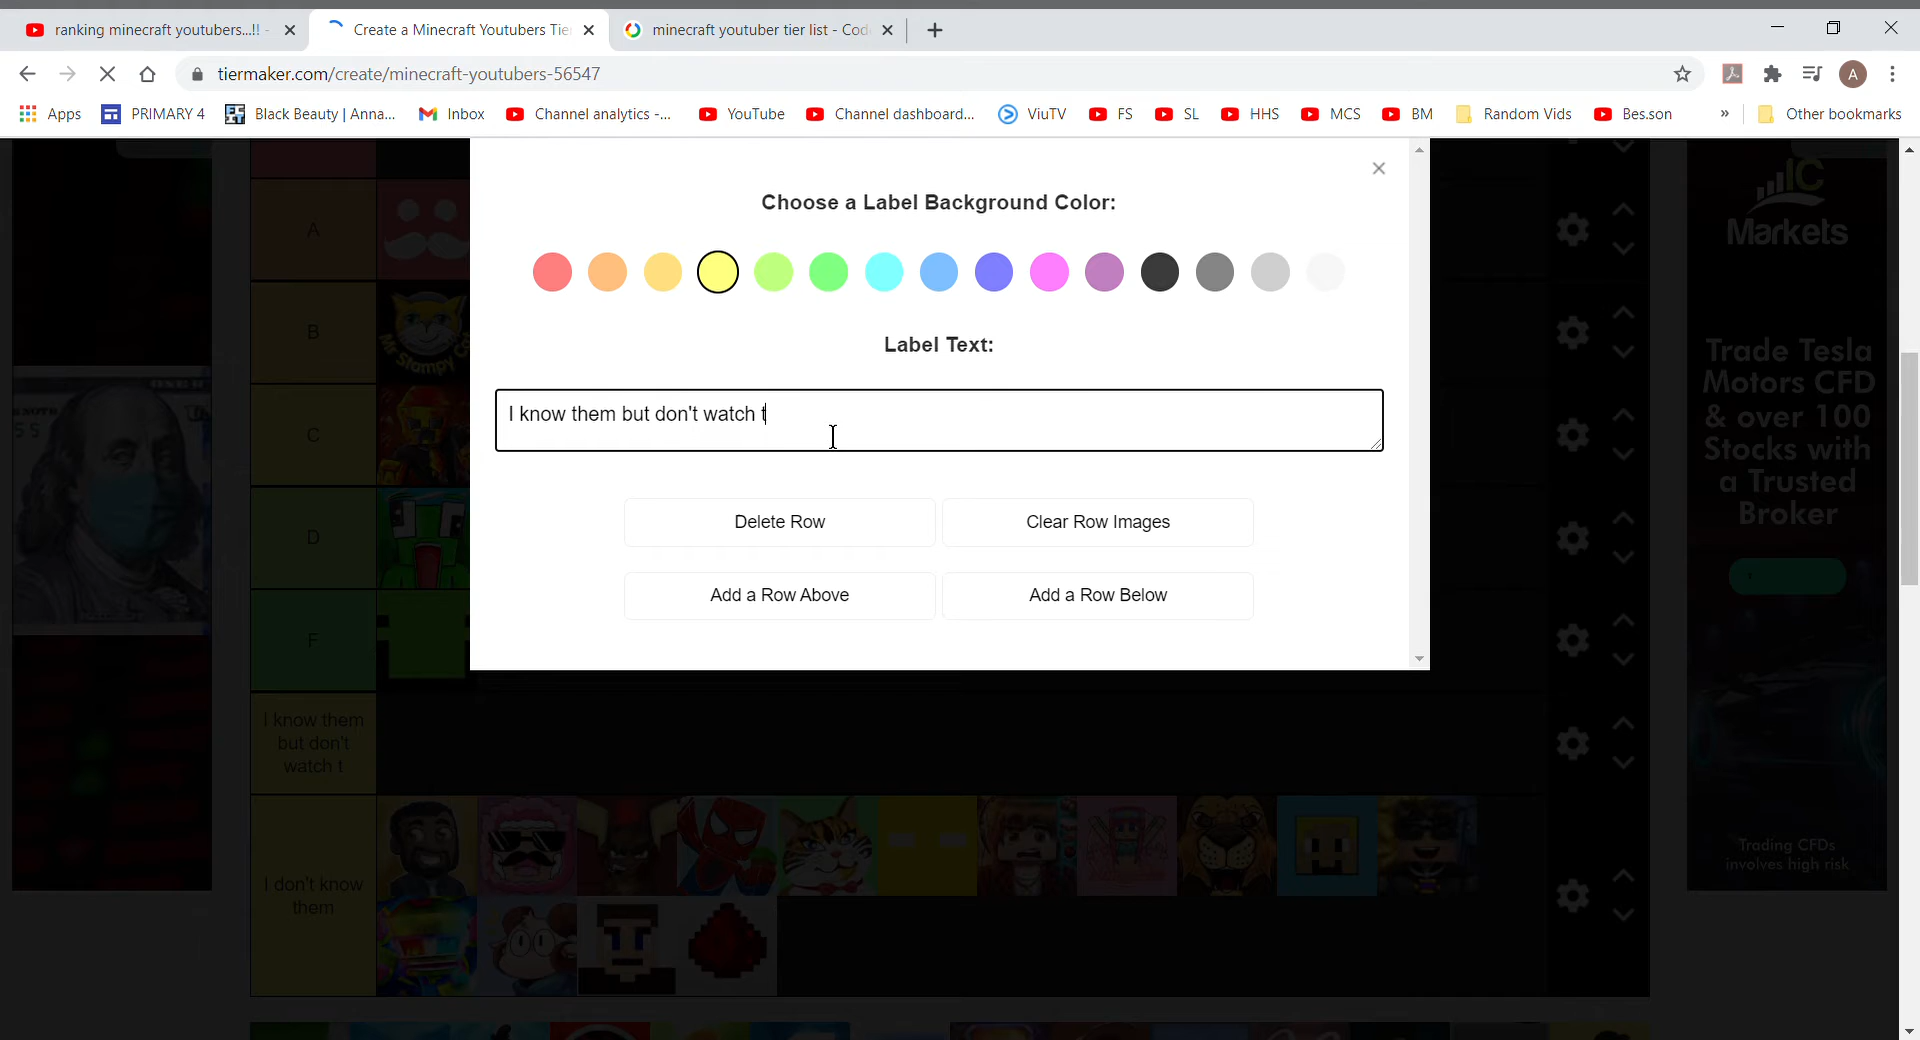 ranking minecraft youtubers...!! -
Create a Minecraft Youtubers Tie
minecraft youtuber tier list - Cod
tiermaker.com/create/minecraft-youtubers-56547
A
Apps
PRIMARY 4
Black Beauty | Anna...
Inbox
Channel analytics -...
YouTube
Channel dashboard...
ViuTV
FS
SL
HHS
MCS
BM
Random Vids
Bes.son
»
Other bookmarks
Choose a Label Background Color:
Label Text:
I know them but don't watch t
Delete Row
Clear Row Images
Add a Row Above
Add a Row Below
A
B
Mr Stampy Ca
C
D
F
I know them
but don't
watch t
I don't know
them
IC
Markets
Trade Tesla
Motors CFD
& over 100
Stocks with
a Trusted
Broker
Trading CFDs
involves high risk